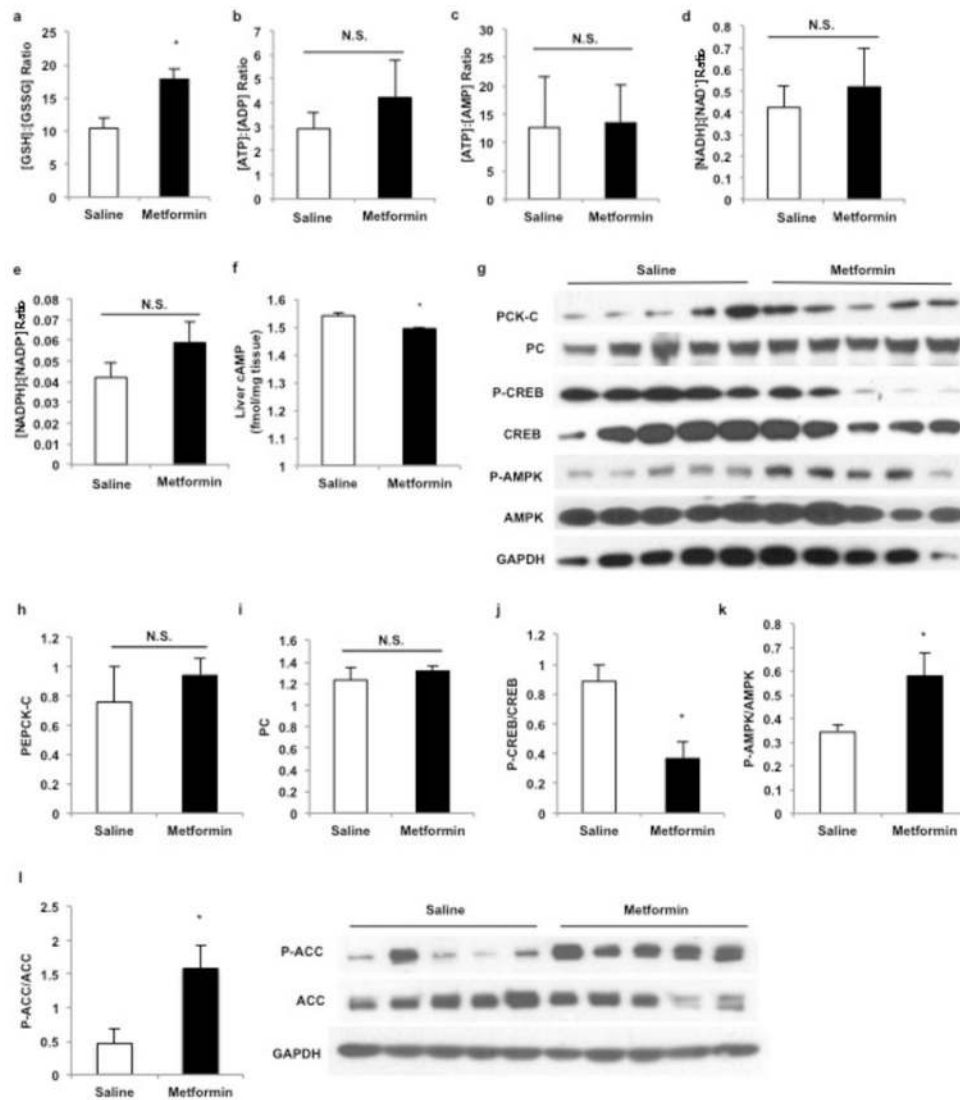 a
[GSH]:[GSSG] Ratio
25
20
15
10
5
0
*
Saline
Metformin
b
[ATP]:[ADP] Ratio
7
6
5
4
3
2
1
0
N.S.
Saline
Metformin
c
[ATP]:[AMP] Ratio
30
25
20
15
10
5
0
N.S.
Saline
Metformin
d
[NADH]:[NAD⁺] Ratio
0.8
0.7
0.6
0.5
0.4
0.3
0.2
0.1
0
N.S.
Saline
Metformin
e
[NADPH]:[NADP] Ratio
0.08
0.07
0.06
0.05
0.04
0.03
0.02
0.01
0
N.S.
Saline
Metformin
f
Liver cAMP
(fmol/mg tissue)
1.6
1.5
1.4
1.3
1.2
1.1
1
*
Saline
Metformin
g
Saline
Metformin
PCK-C
PC
P-CREB
CREB
P-AMPK
AMPK
GAPDH
h
PEPCK-C
1.2
1
0.8
0.6
0.4
0.2
0
N.S.
Saline
Metformin
i
PC
1.6
1.4
1.2
1
0.8
0.6
0.4
0.2
0
N.S.
Saline
Metformin
j
P-CREB/CREB
1.2
1
0.8
0.6
0.4
0.2
0
*
Saline
Metformin
k
P-AMPK/AMPK
0.8
0.7
0.6
0.5
0.4
0.3
0.2
0.1
0
*
Saline
Metformin
l
P-ACC/ACC
2.5
2
1.5
1
0.5
0
*
Saline
Metformin
Saline
Metformin
P-ACC
ACC
GAPDH